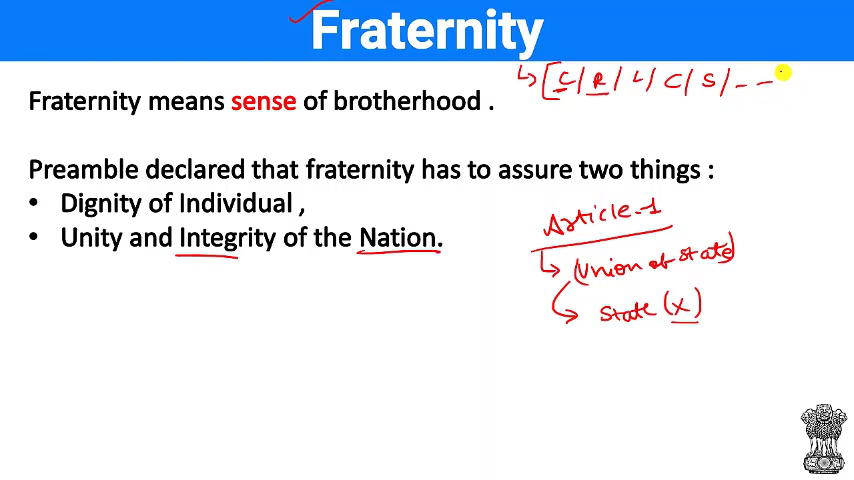 Fraternity
[C/R/L/C/S/--
Fraternity means sense of brotherhood .
Preamble declared that fraternity has to assure two things :
• Dignity of Individual ,
• Unity and Integrity of the Nation.
Article-1
(Union of State)
State (X)